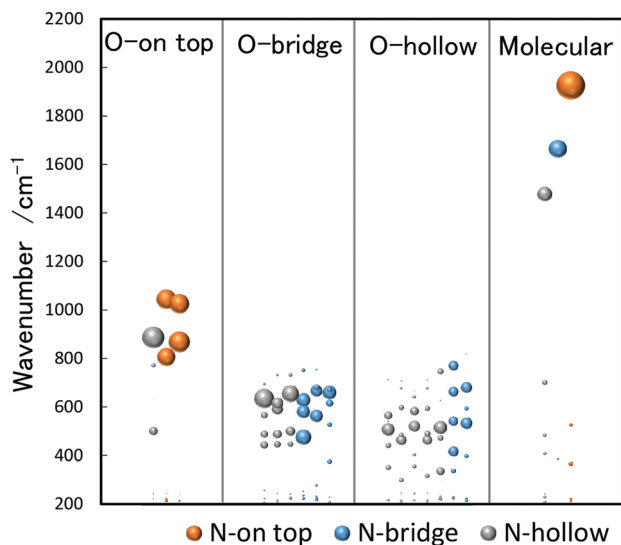 2200
2000
1800
1600
1400
1200
1000
800
600
400
200
Wavenumber /cm⁻¹
O-on top
O-bridge
O-hollow
Molecular
N-on top
N-bridge
N-hollow